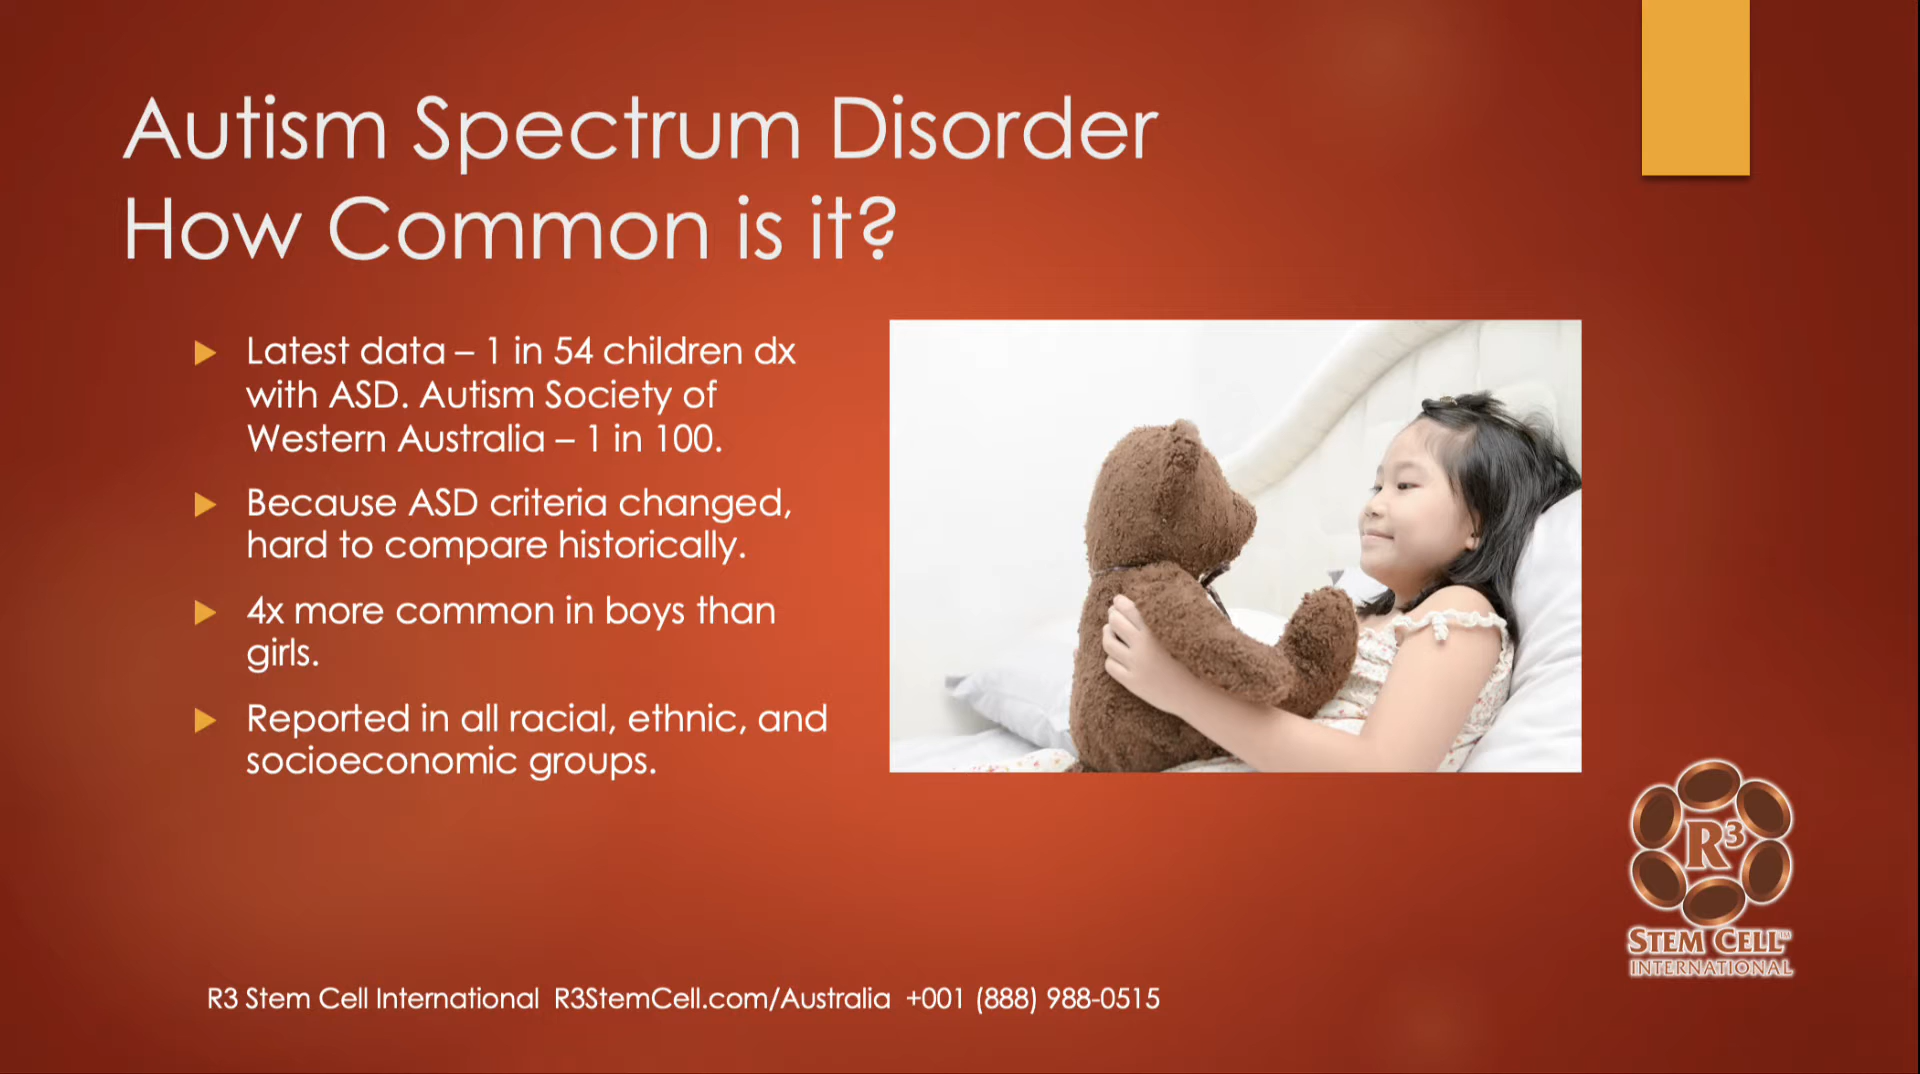 Autism Spectrum Disorder
How Common is it?
Latest data – 1 in 54 children dx
with ASD. Autism Society of
Western Australia – 1 in 100.
Because ASD criteria changed,
hard to compare historically.
4x more common in boys than
girls.
Reported in all racial, ethnic, and
socioeconomic groups.
R3
STEM CELL™
INTERNATIONAL
R3 Stem Cell International R3StemCell.com/Australia +001 (888) 988-0515